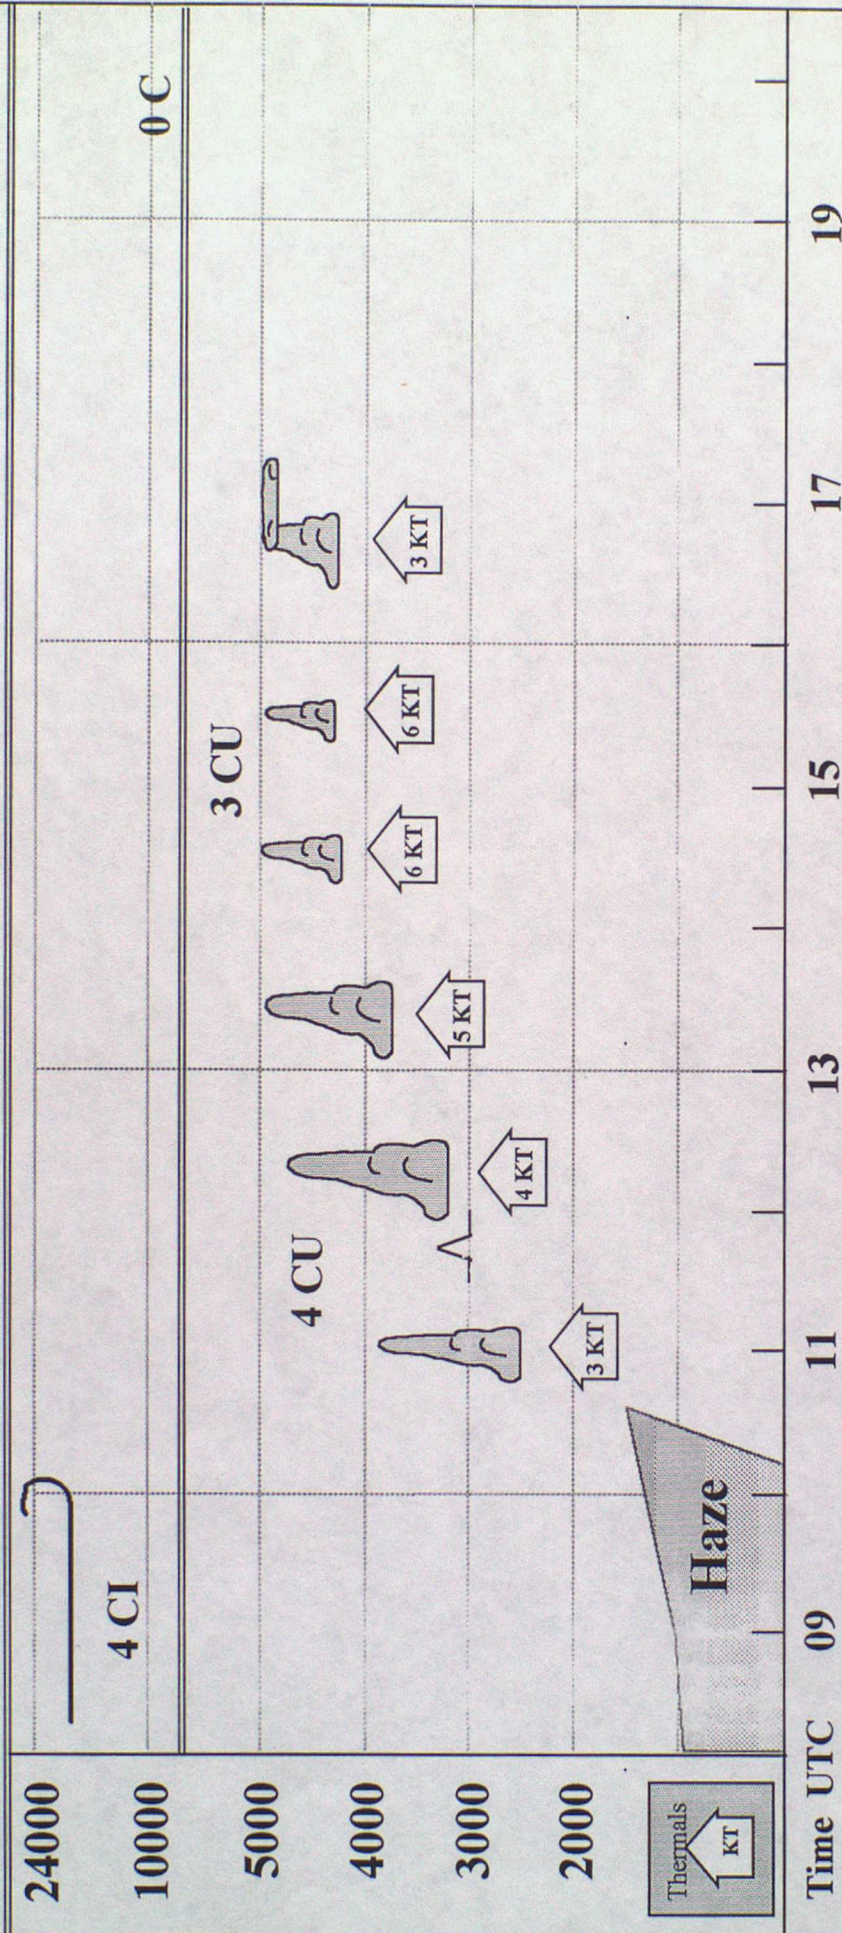 24000
4 CI
10000
0 C
3 CU
5000
4 CU
4000
3000
2000
3 KT
4 KT
5 KT
6 KT
6 KT
3 KT
Haze
Thermals
KT
Time UTC 09 11 13 15 17 19